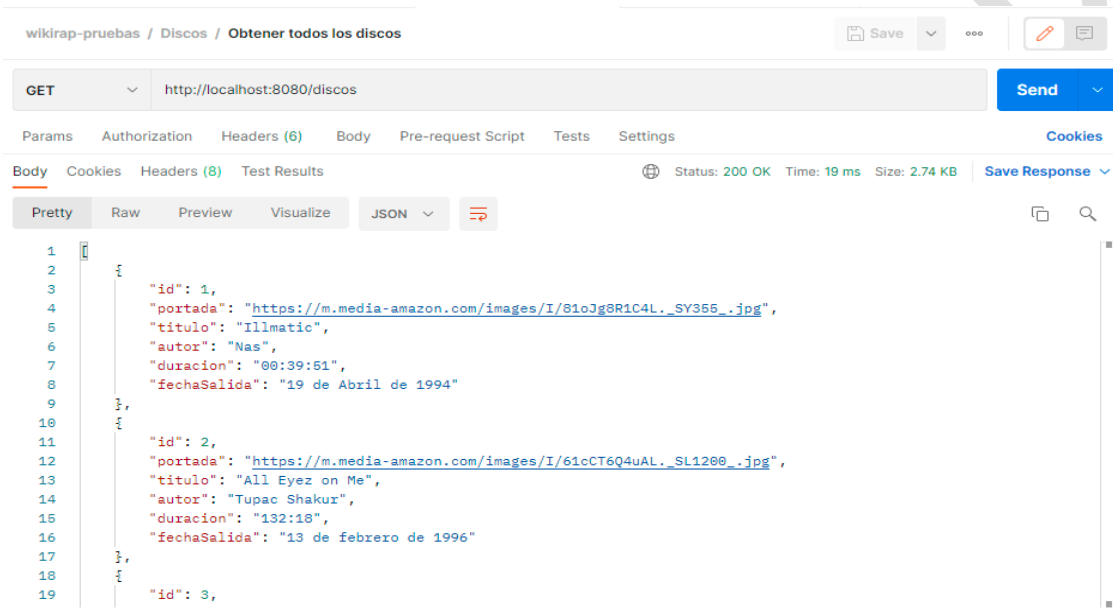 wikirap-pruebas / Discos / Obtener todos los discos
Save
GET http://localhost:8080/discos Send
Params Authorization Headers (6) Body Pre-request Script Tests Settings Cookies
Body Cookies Headers (8) Test Results Status: 200 OK Time: 19 ms Size: 2.74 KB Save Response
Pretty Raw Preview Visualize JSON
1 [
2 {
3 "id": 1,
4 "portada": "https://m.media-amazon.com/images/I/81oJg8R1C4L._SY355_.jpg",
5 "titulo": "Illmatic",
6 "autor": "Nas",
7 "duracion": "00:39:51",
8 "fechaSalida": "19 de Abril de 1994"
9 },
10 {
11 "id": 2,
12 "portada": "https://m.media-amazon.com/images/I/61cCT6Q4uAL._SL1200_.jpg",
13 "titulo": "All Eyez on Me",
14 "autor": "Tupac Shakur",
15 "duracion": "132:18",
16 "fechaSalida": "13 de febrero de 1996"
17 },
18 {
19 "id": 3,